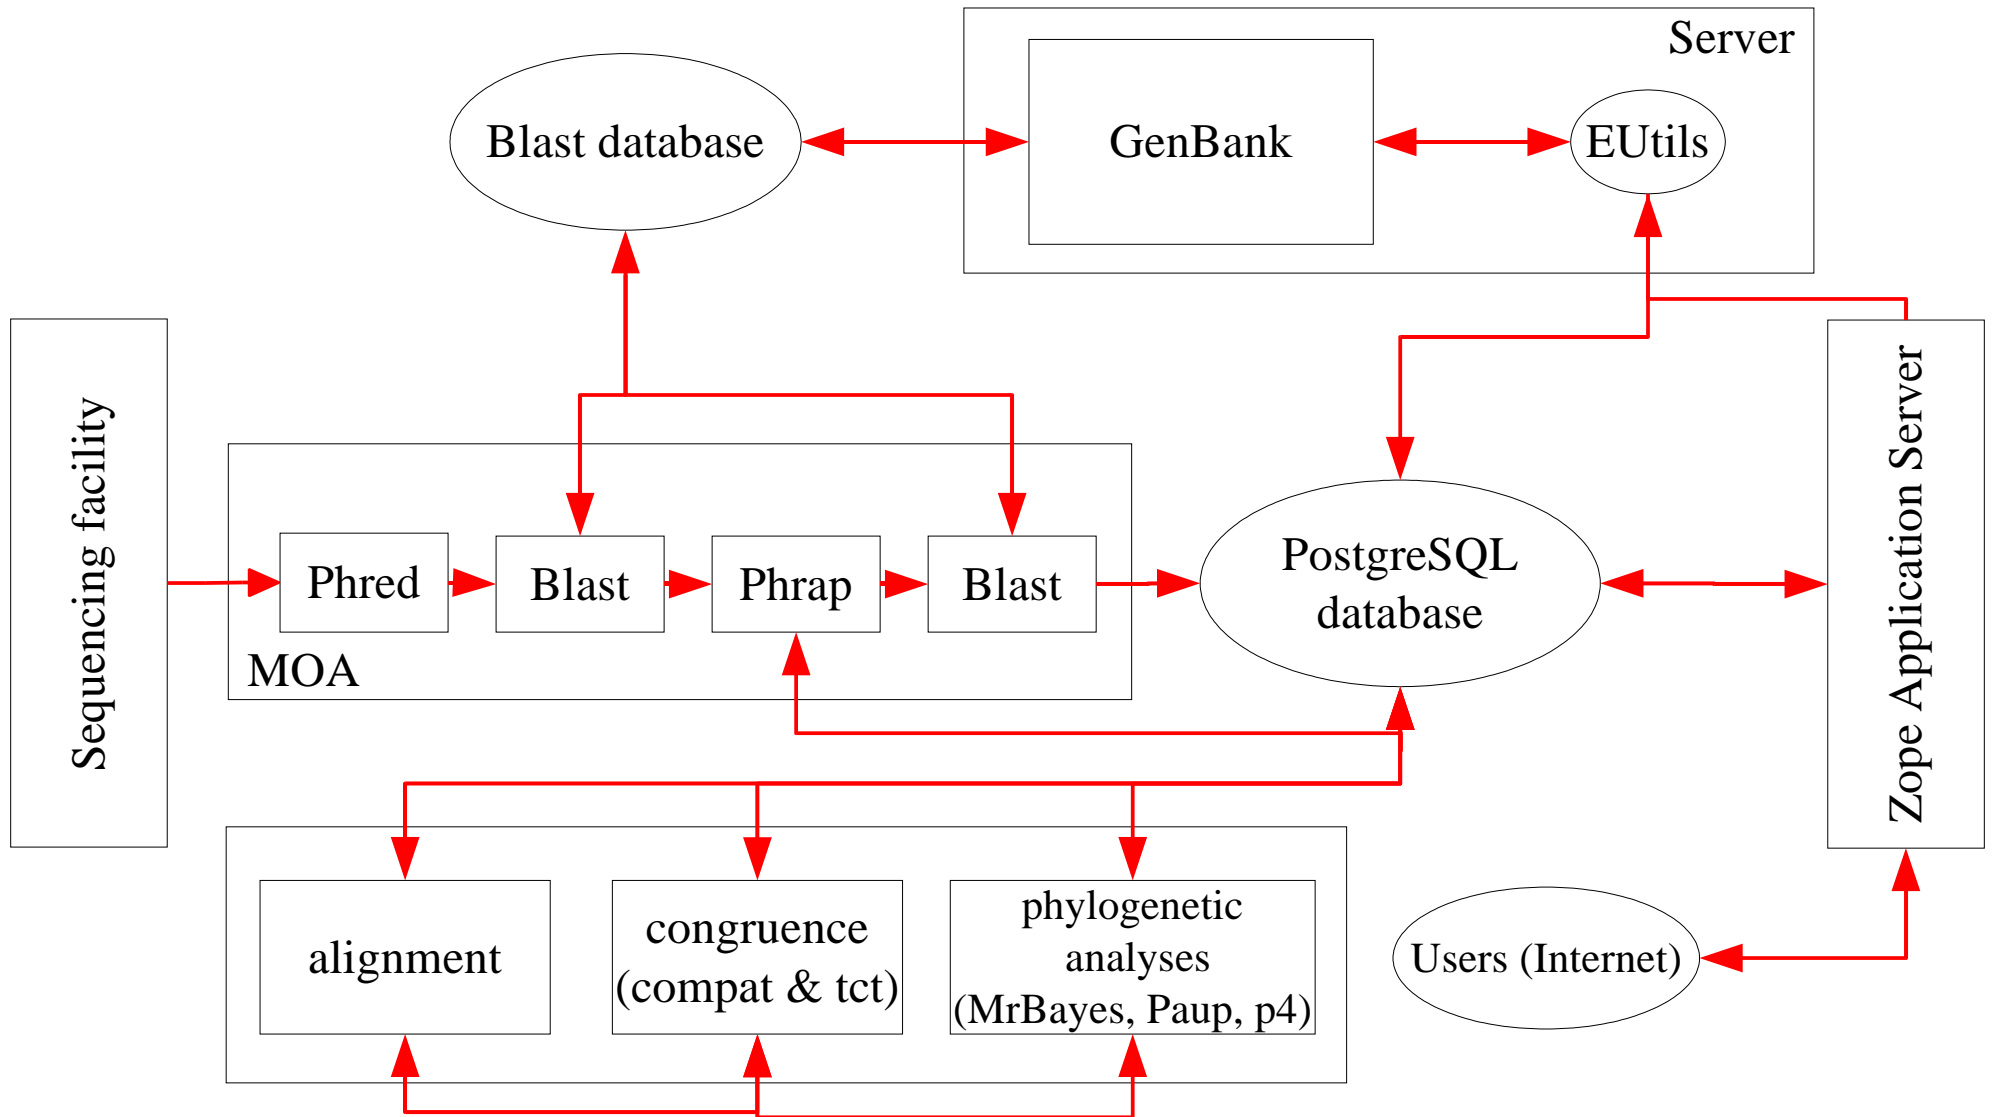 Server
Blast database
GenBank
EUtils
Sequencing facility
Phred
Blast
Phrap
Blast
MOA
PostgreSQL
database
Zope Application Server
alignment
congruence
(compat & tct)
phylogenetic
analyses
(MrBayes, Paup, p4)
Users (Internet)